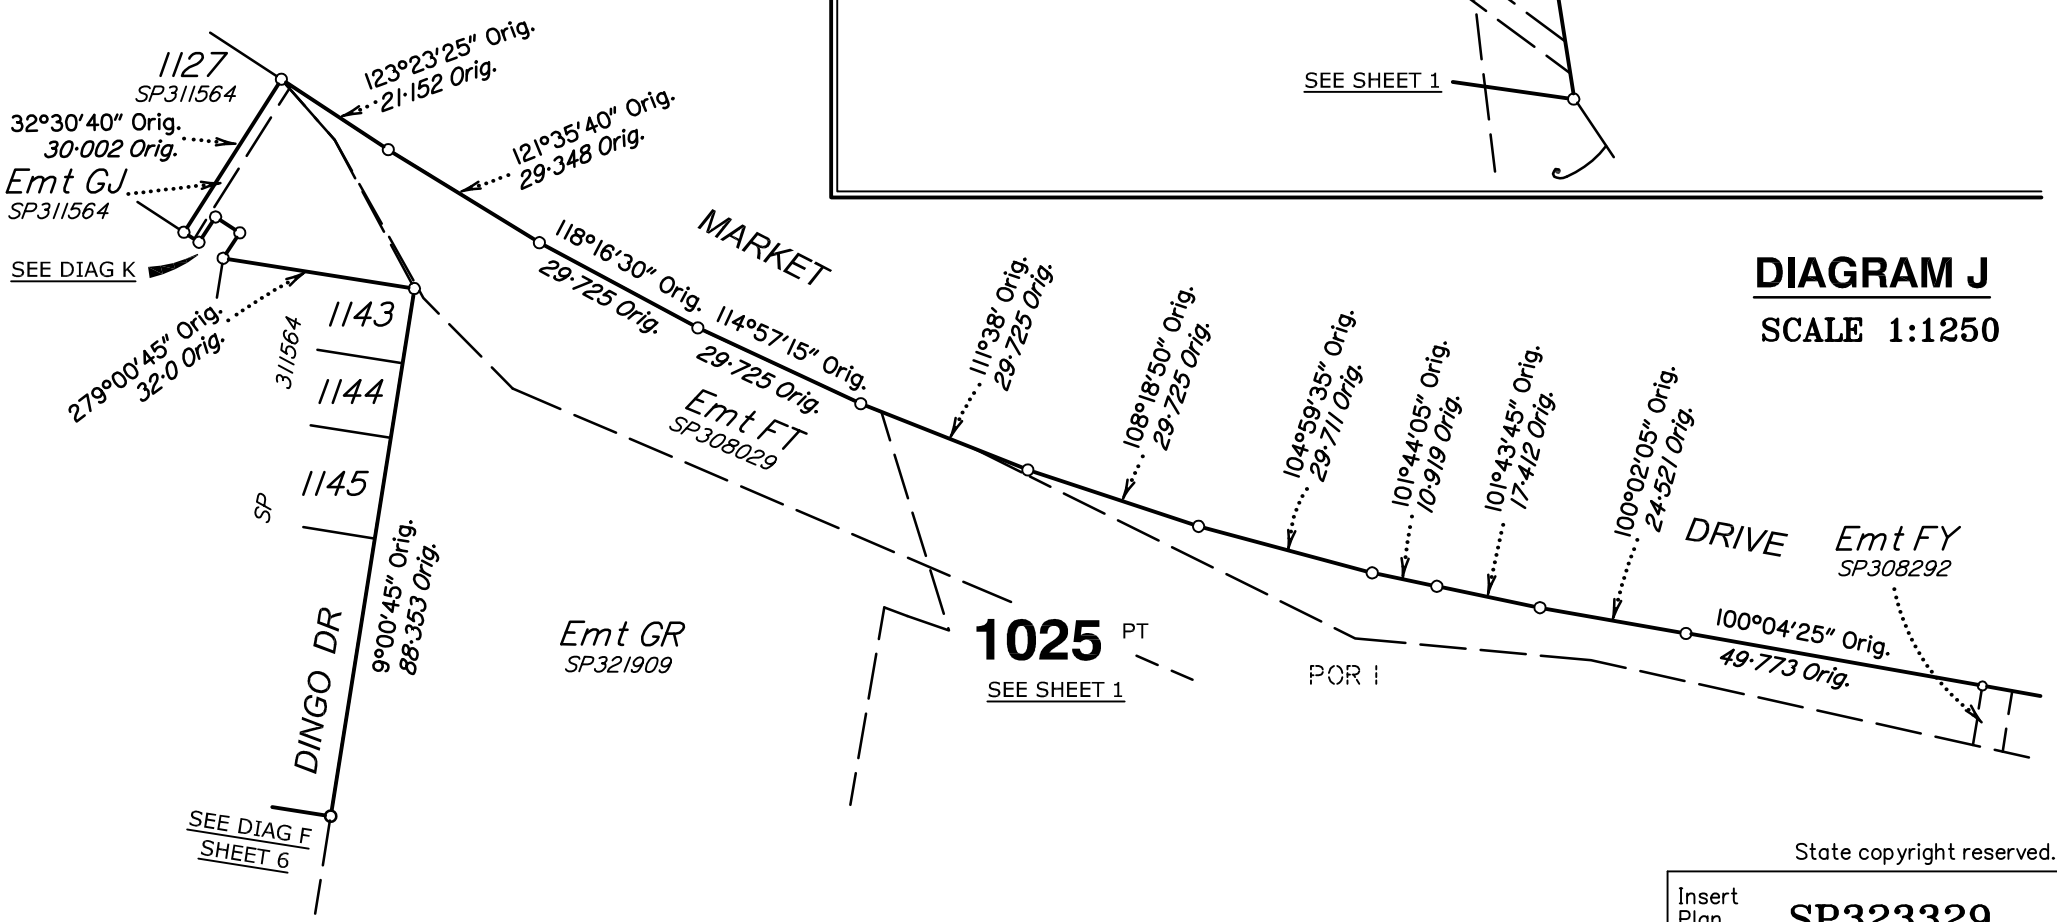 1127
SP311564
32°30'40" Orig.
30·002 Orig.
Emt GJ
SP311564
SEE DIAG K
123°23'25" Orig.
21·152 Orig.
121°35'40" Orig.
29·348 Orig.
118°16'30" Orig.
29·725 Orig.
114°57'15" Orig.
29·725 Orig.
MARKET
SEE SHEET 1
DIAGRAM J
SCALE 1:1250
111°38' Orig.
29·725 Orig.
108°18'50" Orig.
29·725 Orig.
104°59'35" Orig.
29·711 Orig.
101°44'05" Orig.
10·919 Orig.
101°43'45" Orig.
17·412 Orig.
100°02'05" Orig.
24·521 Orig.
DRIVE
Emt FY
SP308292
100°04'25" Orig.
49·773 Orig.
279°00'45" Orig.
32·0 Orig.
1143
311564
1144
1145
SP
Emt FT
SP308029
9°00'45" Orig.
88·353 Orig.
DINGO DR
Emt GR
SP321909
1025 PT
SEE SHEET 1
POR 1
SEE DIAG F
SHEET 6
State copyright reserved.
Insert
Plan
SP323329